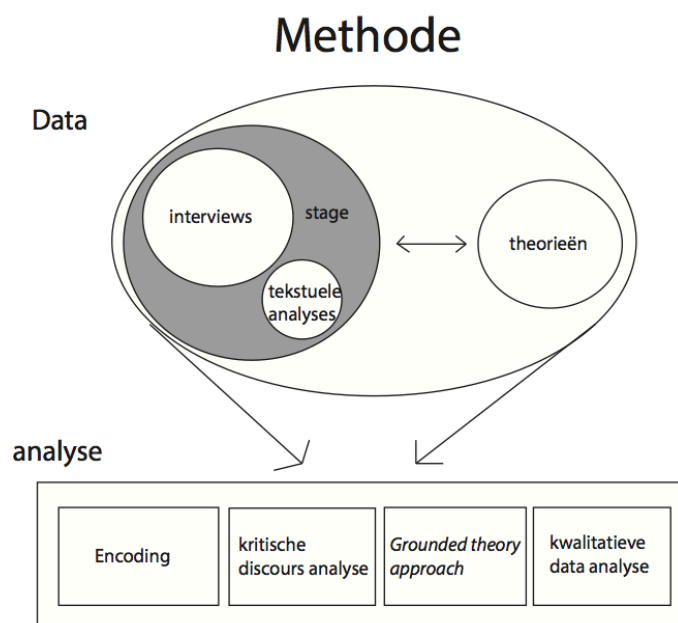 Methode
Data
interviews
stage
theorieën
tekstuele
analyses
analyse
Encoding
kritische
discours analyse
Grounded theory
approach
kwalitatieve
data analyse